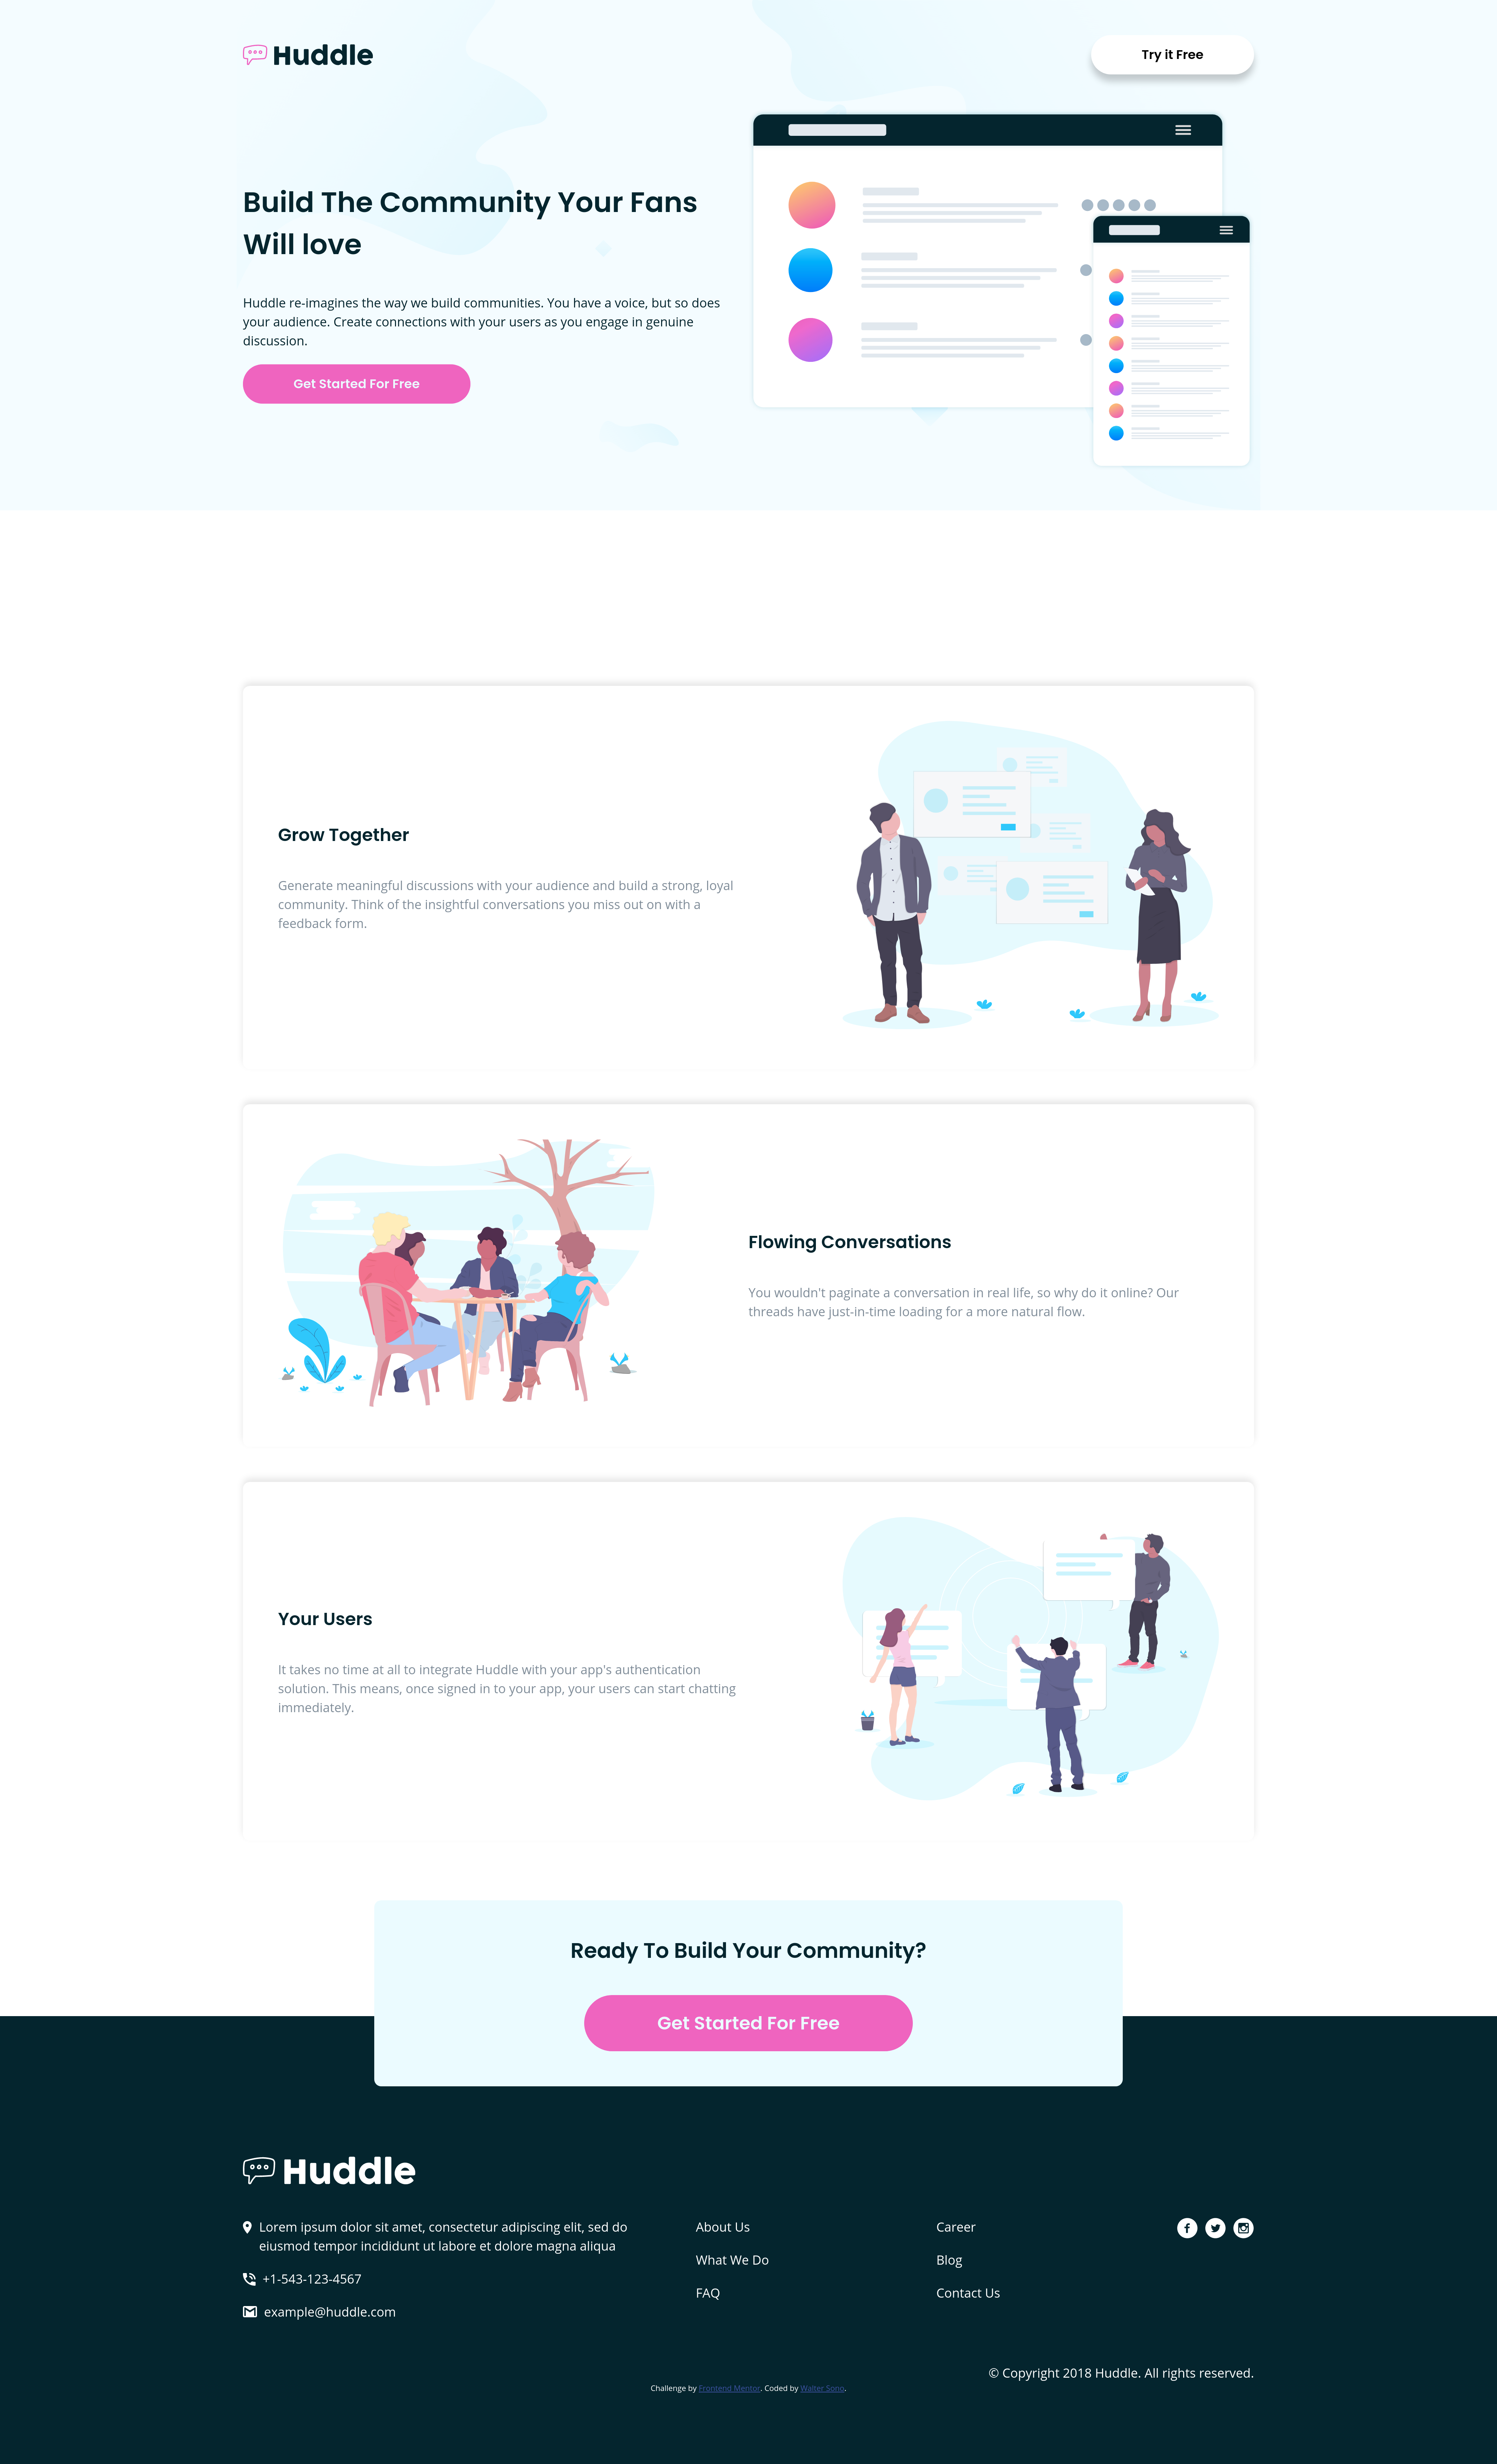 Huddle
Try it Free
Build The Community Your Fans
Will love
Huddle re-imagines the way we build communities. You have a voice, but so does
your audience. Create connections with your users as you engage in genuine
discussion.
Get Started For Free
Grow Together
Generate meaningful discussions with your audience and build a strong, loyal
community. Think of the insightful conversations you miss out on with a
feedback form.
Flowing Conversations
You wouldn't paginate a conversation in real life, so why do it online? Our
threads have just-in-time loading for a more natural flow.
Your Users
It takes no time at all to integrate Huddle with your app's authentication
solution. This means, once signed in to your app, your users can start chatting
immediately.
Ready To Build Your Community?
Get Started For Free
Huddle
Lorem ipsum dolor sit amet, consectetur adipiscing elit, sed do
eiusmod tempor incididunt ut labore et dolore magna aliqua
+1-543-123-4567
example@huddle.com
About Us
What We Do
FAQ
Career
Blog
Contact Us
© Copyright 2018 Huddle. All rights reserved.
Challenge by Frontend Mentor. Coded by Walter Sono.